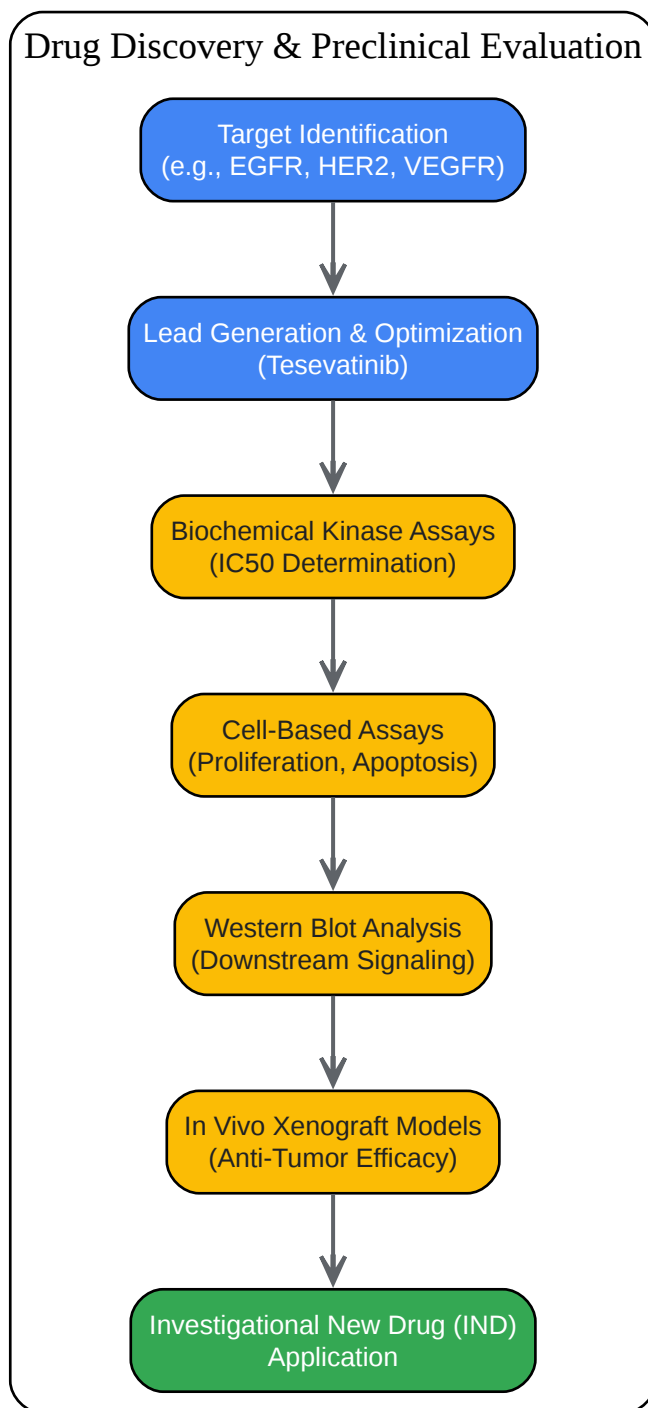 Drug Discovery & Preclinical Evaluation
Target Identification
(e.g., EGFR, HER2, VEGFR)
Lead Generation & Optimization
(Tesevatinib)
Biochemical Kinase Assays
(IC50 Determination)
Cell-Based Assays
(Proliferation, Apoptosis)
Western Blot Analysis
(Downstream Signaling)
In Vivo Xenograft Models
(Anti-Tumor Efficacy)
Investigational New Drug (IND)
Application